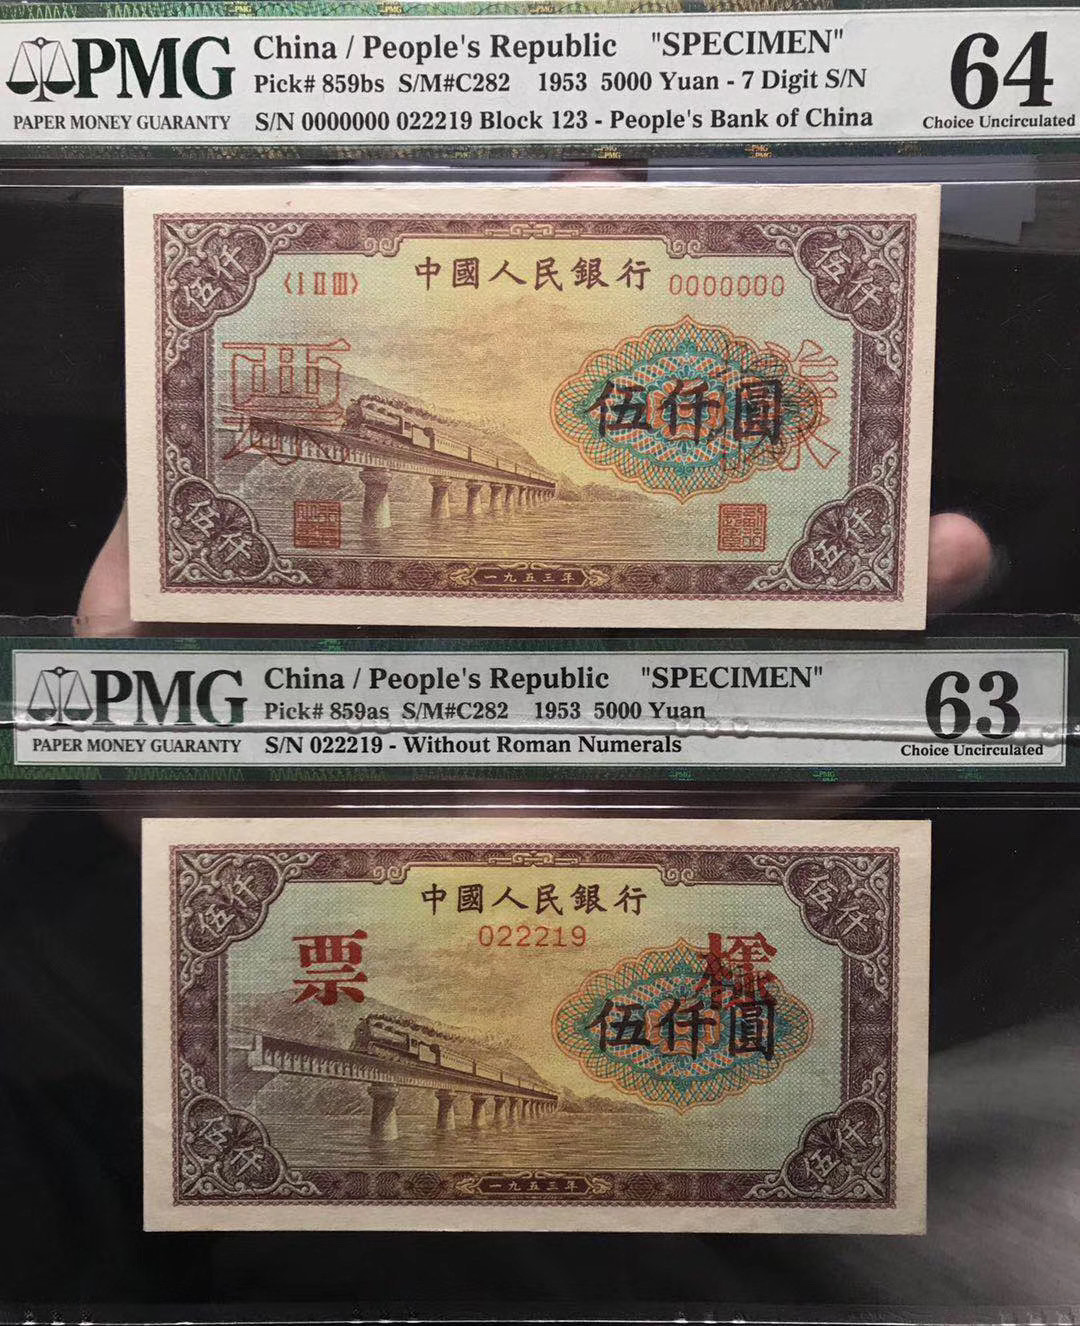 PMG
PAPER MONEY GUARANTY
China / People's Republic "SPECIMEN"
Pick# 859bs S/M#C282 1953 5000 Yuan - 7 Digit S/N
S/N 0000000 022219 Block 123 - People's Bank of China
64
Choice Uncirculated
伍仟
伍仟
中國人民銀行
〈I II III〉
0000000
票
樣
伍仟圓
伍仟
伍仟
一九五三年
PMG
PAPER MONEY GUARANTY
China / People's Republic "SPECIMEN"
Pick# 859as S/M#C282 1953 5000 Yuan
S/N 022219 - Without Roman Numerals
63
Choice Uncirculated
伍仟
伍仟
中國人民銀行
022219
票
樣
伍仟圓
伍仟
伍仟
一九五三年